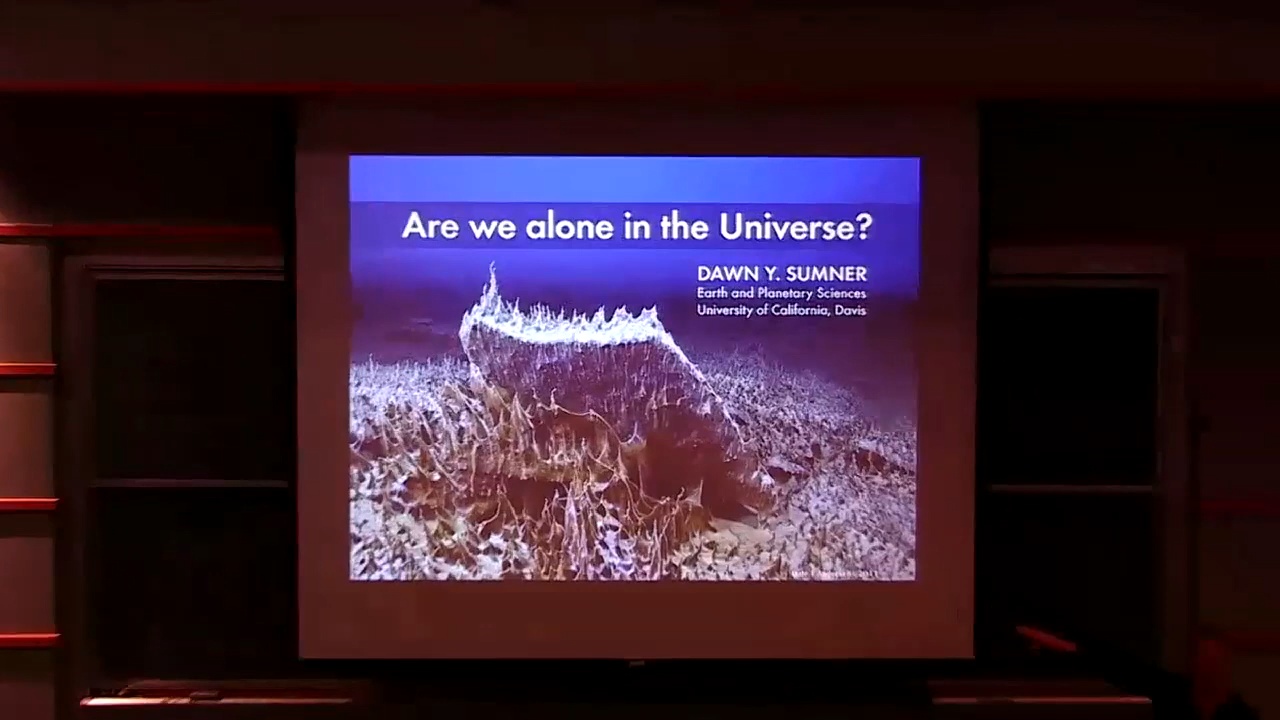 Are we alone in the Universe?
DAWN Y. SUMNER
Earth and Planetary Sciences
University of California, Davis